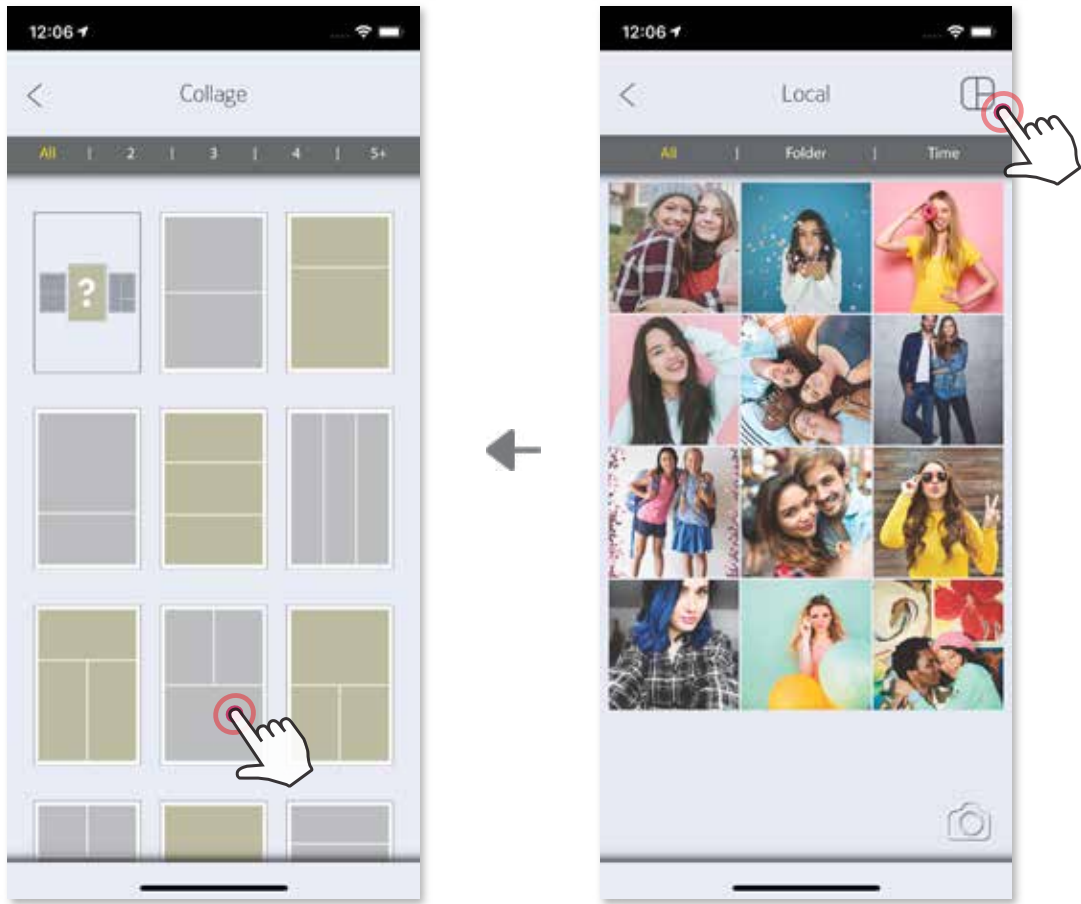 12:06
Collage
All | 2 | 3 | 4 | 5+
?
12:06
Local
All | Folder | Time